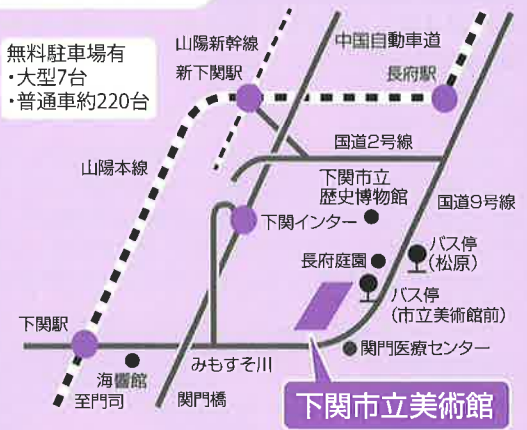 無料駐車場有
・大型7台
・普通車約220台
山陽新幹線
新下関駅
中国自動車道
長府駅
山陽本線
国道2号線
下関市立
歴史博物館
国道9号線
下関インター
長府庭園
バス停
(松原)
バス停
(市立美術館前)
下関駅
みもすそ川
関門医療センター
海響館
至門司
関門橋
下関市立美術館